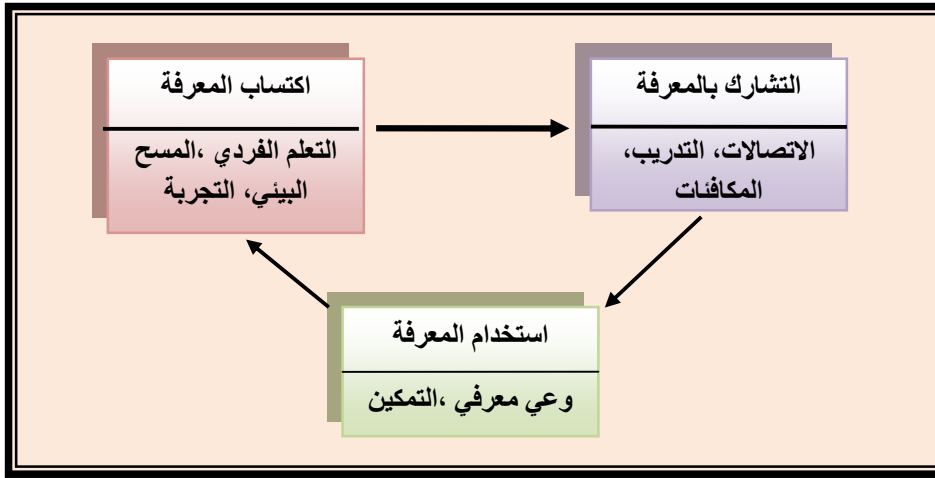 اكتساب المعرفة
التعلم الفردي ،المسح
البيئي، التجربة
التشارك بالمعرفة
الاتصالات، التدريب،
المكافئات
استخدام المعرفة
وعي معرفي ،التمكين